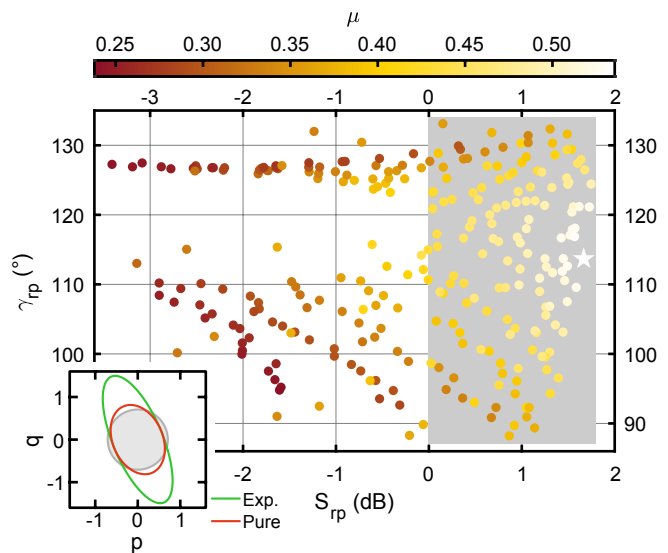 μ
0.25 0.30 0.35 0.40 0.45 0.50
-3 -2 -1 0 1 2
130 130
120 120
γrp (°)
110 110
100 100
90 90
-2 -1 0 1 2
Srp (dB)
1
q 0
-1
-1 0 1
p
Exp.
Pure